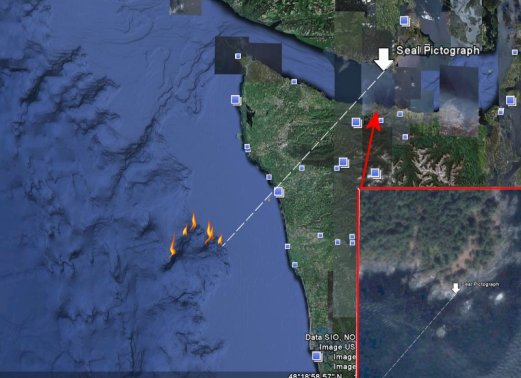 Seal Pictograph
Seal Pictograph
Data SIO, NO
Image US
Image
Image
48°18'58.57" N